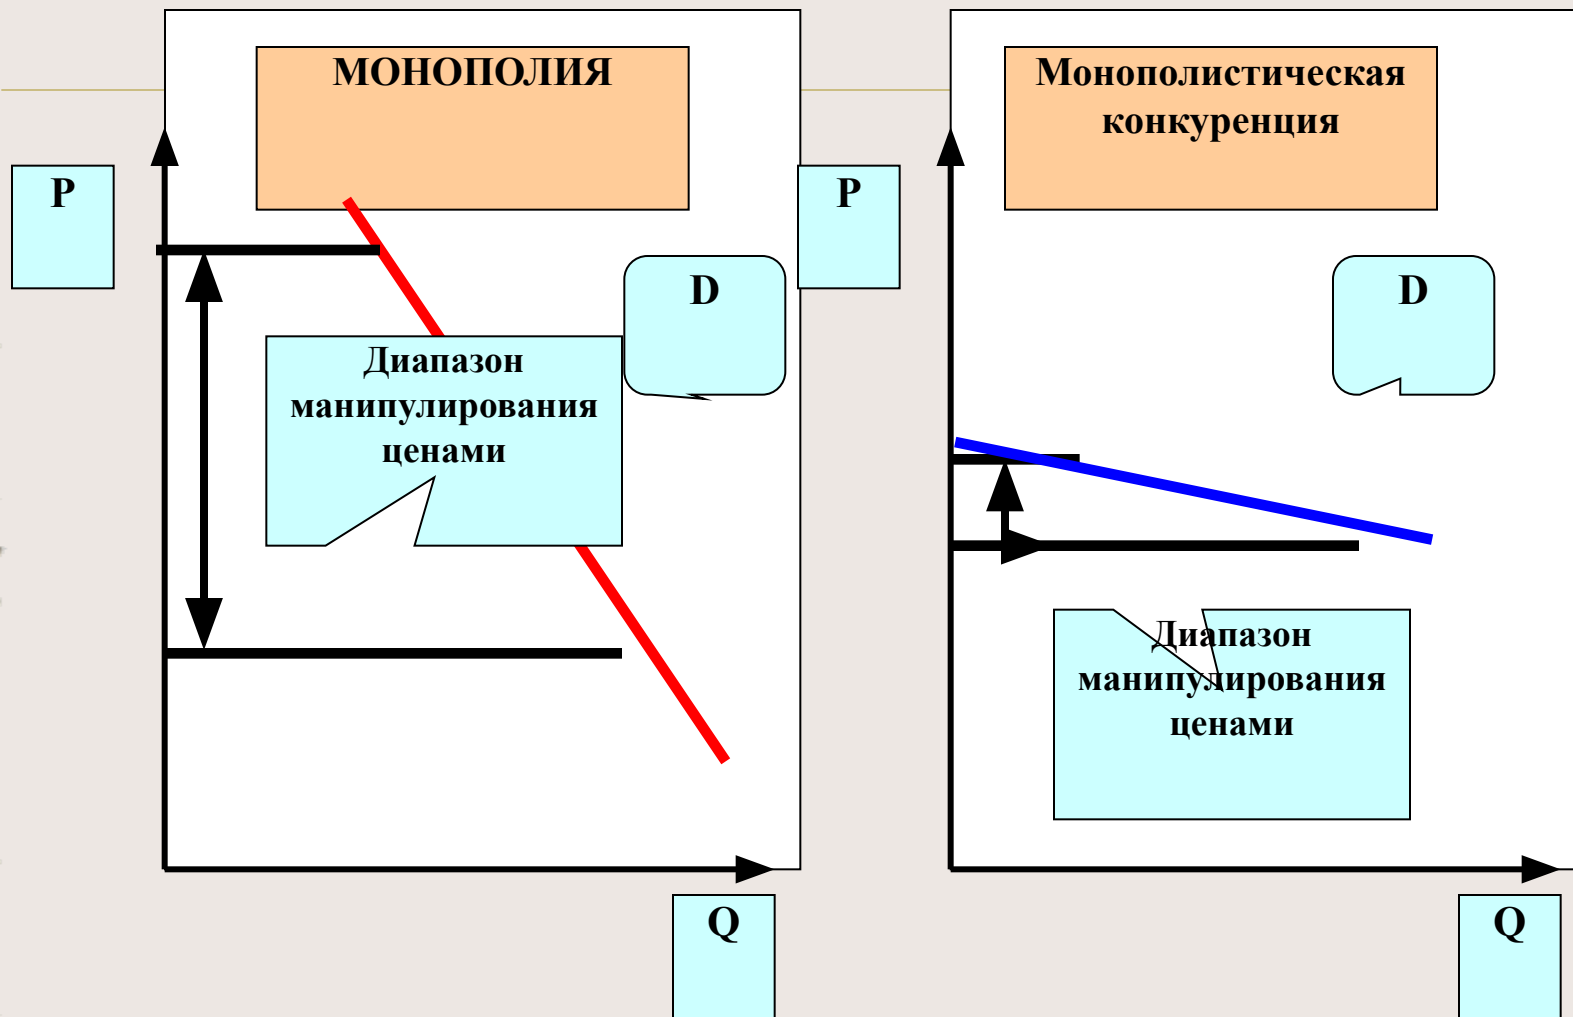 МОНОПОЛИЯ
P
D
Диапазон
манипулирования
ценами
Q
Монополистическая
конкуренция
P
D
Диапазон
манипулирования
ценами
Q